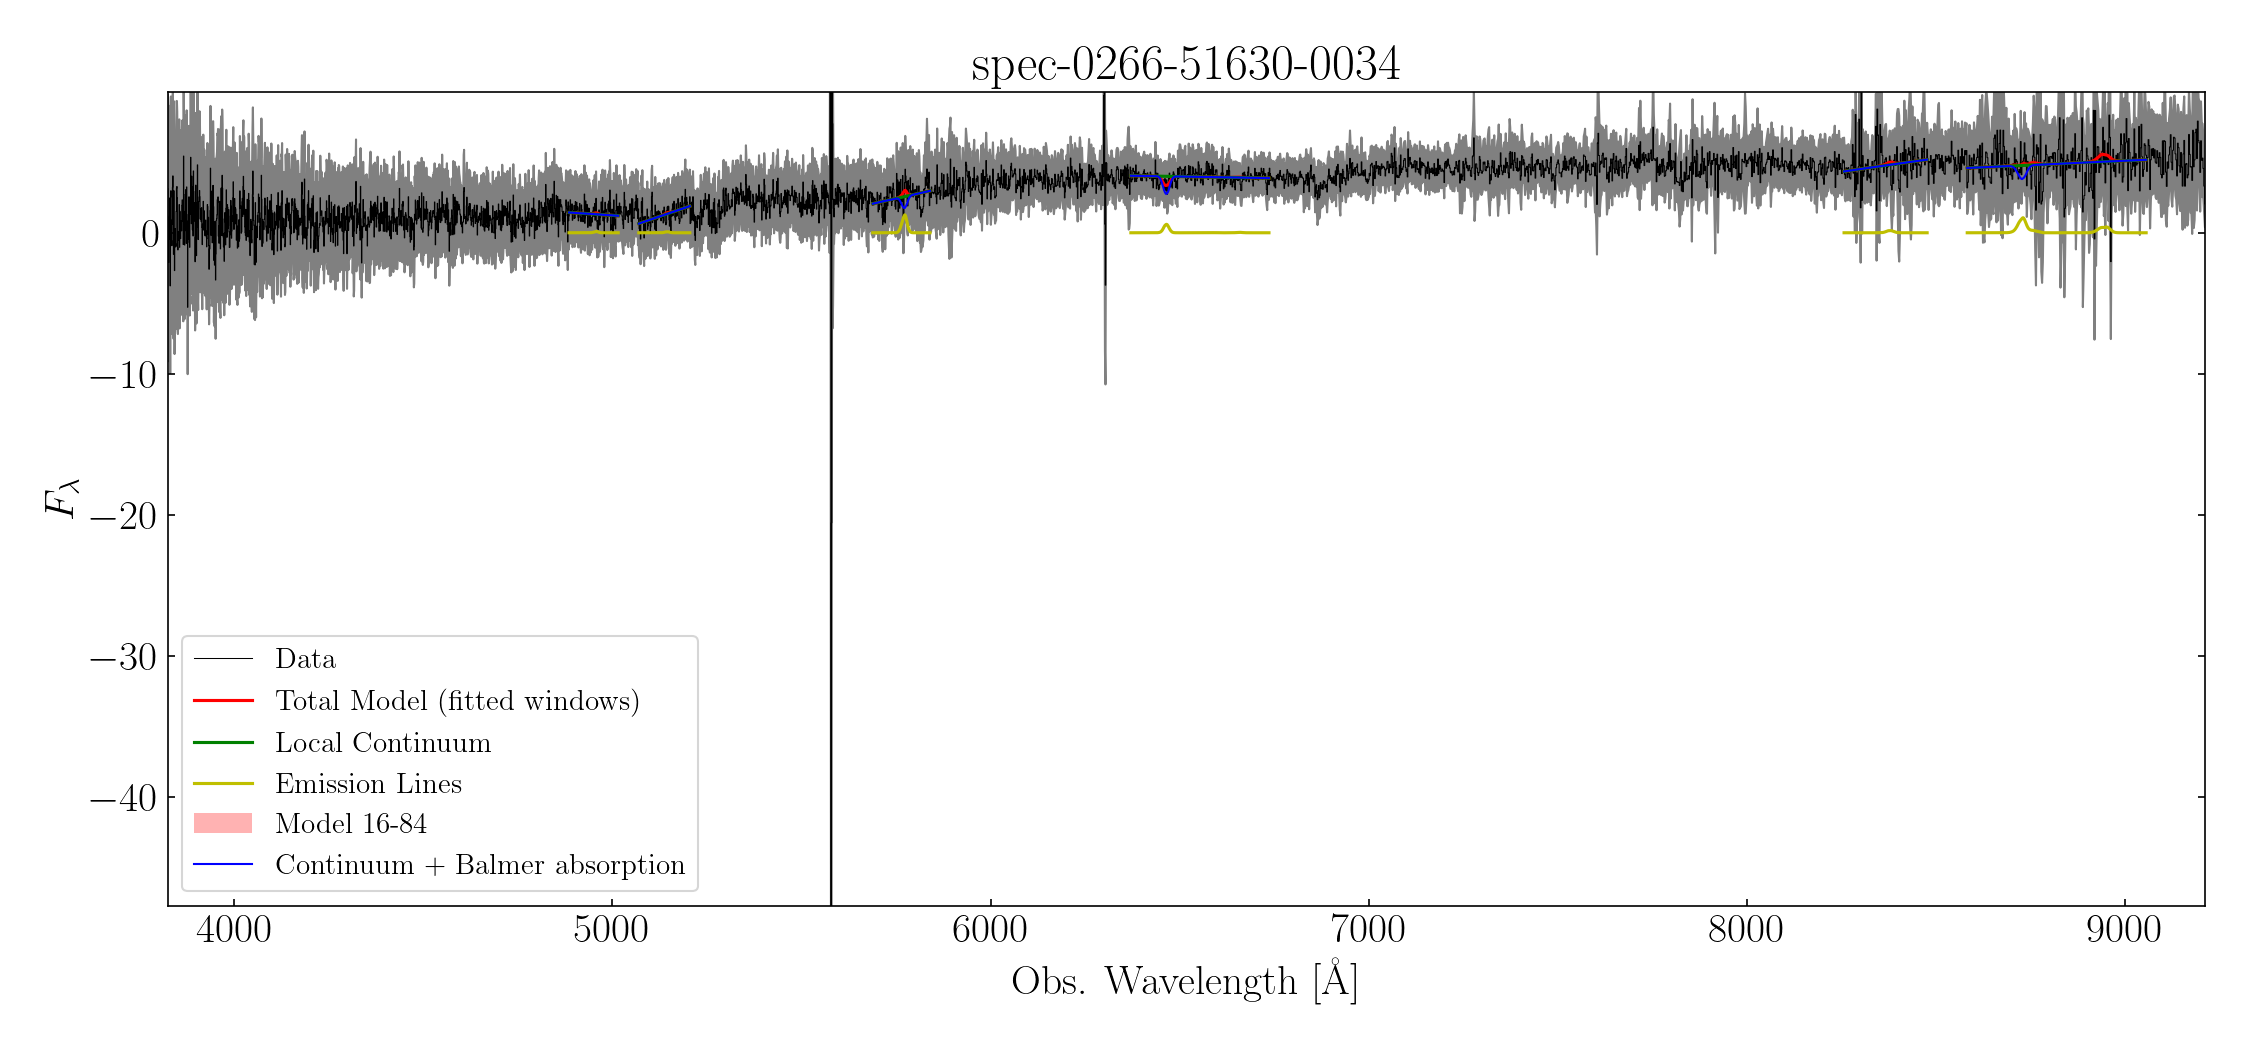 spec-0266-51630-0034
0
−10
−20
−30
−40
F_λ
Data
Total Model (fitted windows)
Local Continuum
Emission Lines
Model 16-84
Continuum + Balmer absorption
4000 5000 6000 7000 8000 9000
Obs. Wavelength [Å]